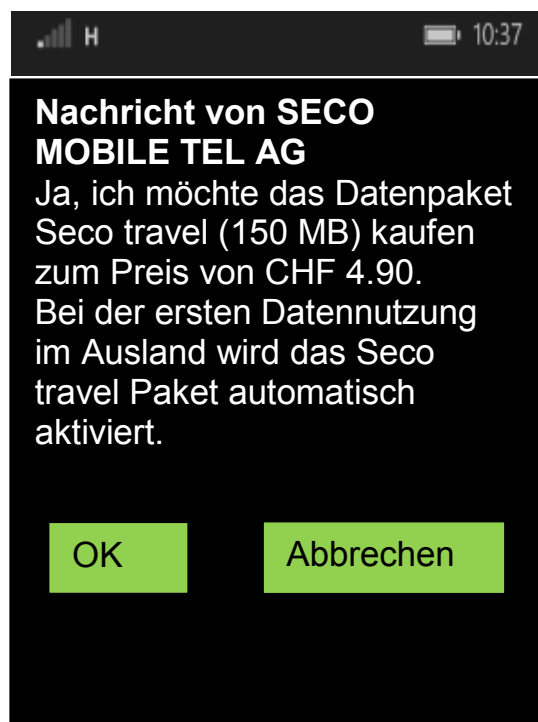 H 10:37
Nachricht von SECO
MOBILE TEL AG
Ja, ich möchte das Datenpaket
Seco travel (150 MB) kaufen
zum Preis von CHF 4.90.
Bei der ersten Datennutzung
im Ausland wird das Seco
travel Paket automatisch
aktiviert.
OK Abbrechen